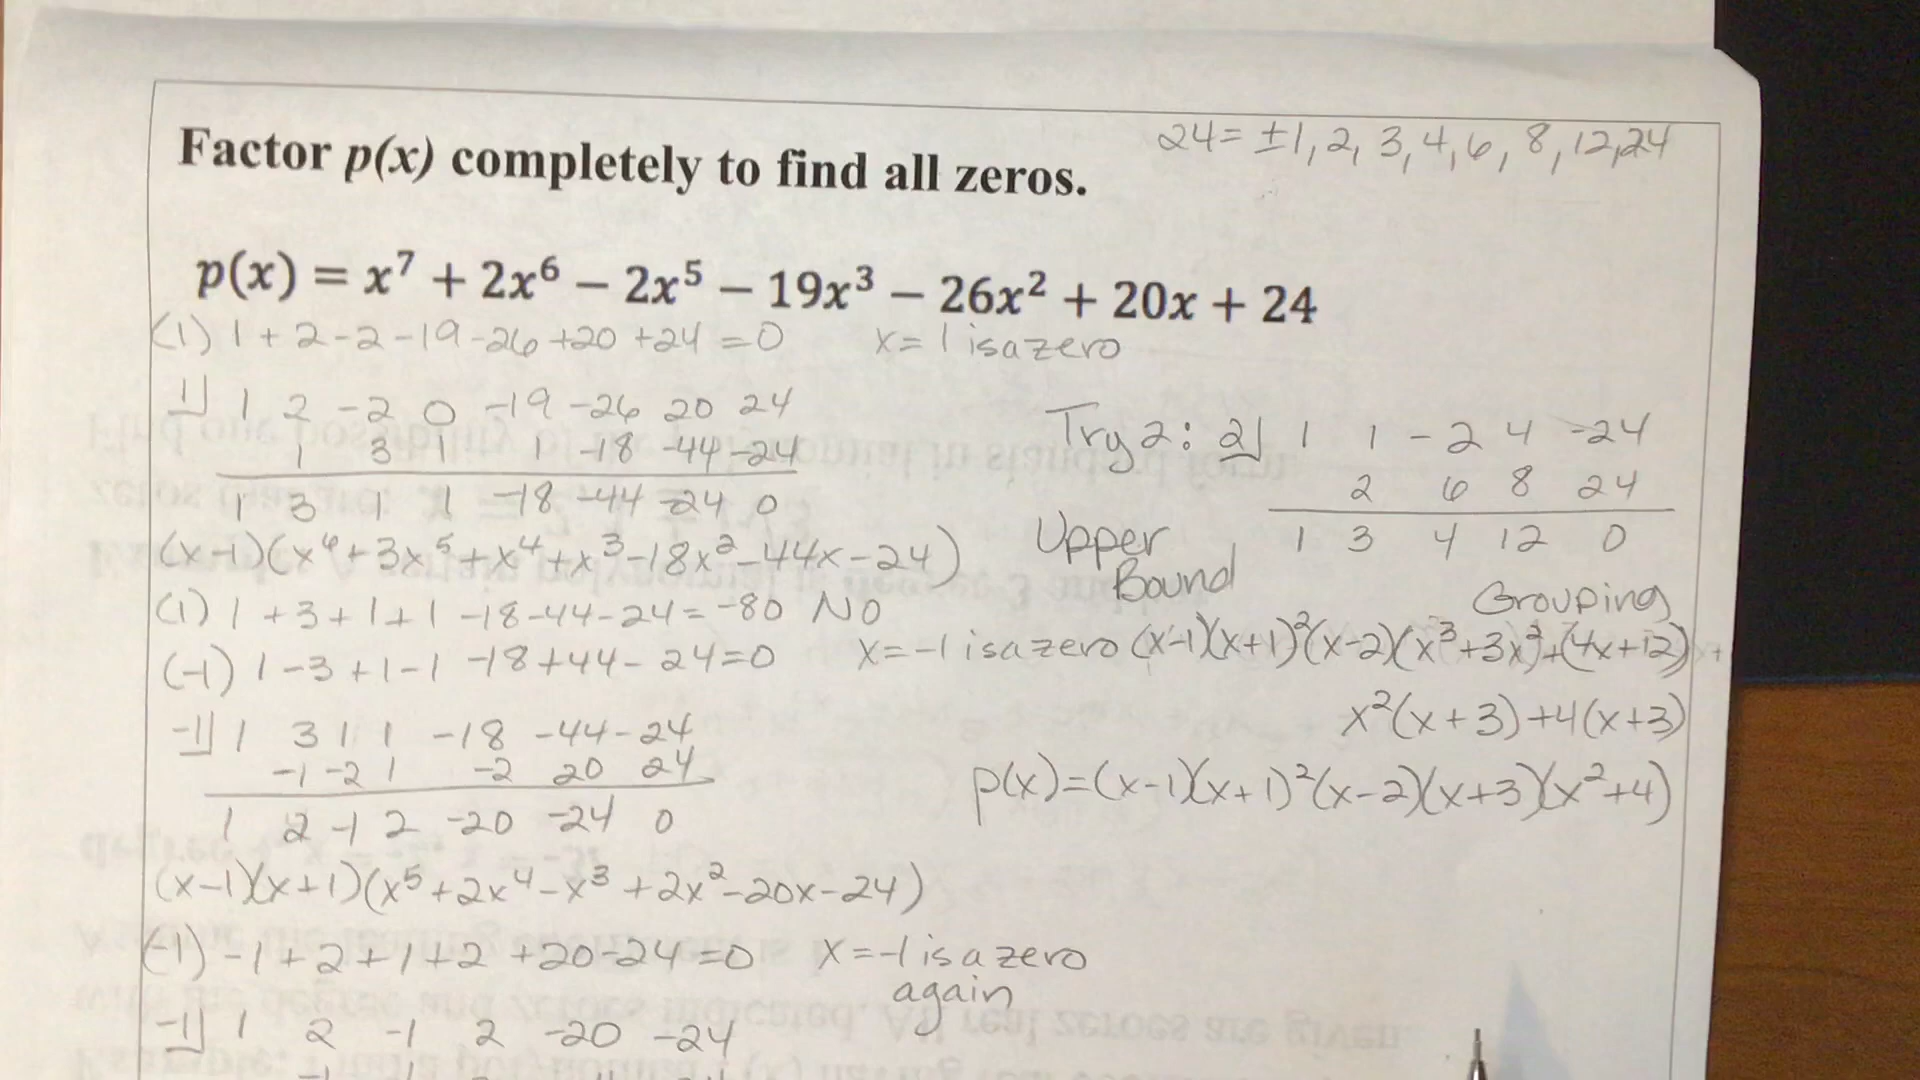 24= ±1, 2, 3, 4, 6, 8, 12, 24
Factor p(x) completely to find all zeros.
p(x) = x⁷ + 2x⁶ − 2x⁵ − 19x³ − 26x² + 20x + 24
(1) 1 + 2 - 2 - 19 - 26 + 20 + 24 = 0 x = 1 is a zero
1| 1 2 -2 0 -19 -26 20 24
1 3 1 1 -18 -44 -24
1 3 1 1 -18 -44 -24 0
(x-1)(x⁶+3x⁵+x⁴+x³-18x²-44x-24)
(1) 1 + 3 + 1 + 1 - 18 - 44 - 24 = -80 NO
(-1) 1 - 3 + 1 - 1 - 18 + 44 - 24 = 0 x = -1 is a zero
-1| 1 3 1 1 -18 -44 -24
-1 -2 1 -2 20 24
1 2 -1 2 -20 -24 0
(x-1)(x+1)(x⁵+2x⁴-x³+2x²-20x-24)
(-1) -1 + 2 + 1 + 2 + 20 - 24 = 0 x = -1 is a zero
again
-1| 1 2 -1 2 -20 -24
Try 2: 2| 1 1 -2 4 -24
2 6 8 24
1 3 4 12 0
Upper
Bound
Grouping
(x-1)(x+1)²(x-2)(x³+3x²)+(4x+12)
x²(x+3)+4(x+3)
p(x)=(x-1)(x+1)²(x-2)(x+3)(x²+4)